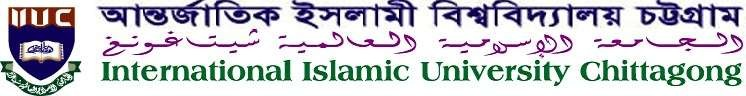 IIUC
আন্তর্জাতিক ইসলামী বিশ্ববিদ্যালয় চট্টগ্রাম
الجامعة الإسلامية العالمية شيتاغونغ
International Islamic University Chittagong